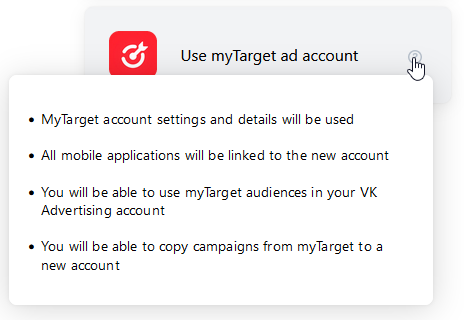 Use myTarget ad account
• MyTarget account settings and details will be used
• All mobile applications will be linked to the new account
• You will be able to use myTarget audiences in your VK
Advertising account
• You will be able to copy campaigns from myTarget to a
new account